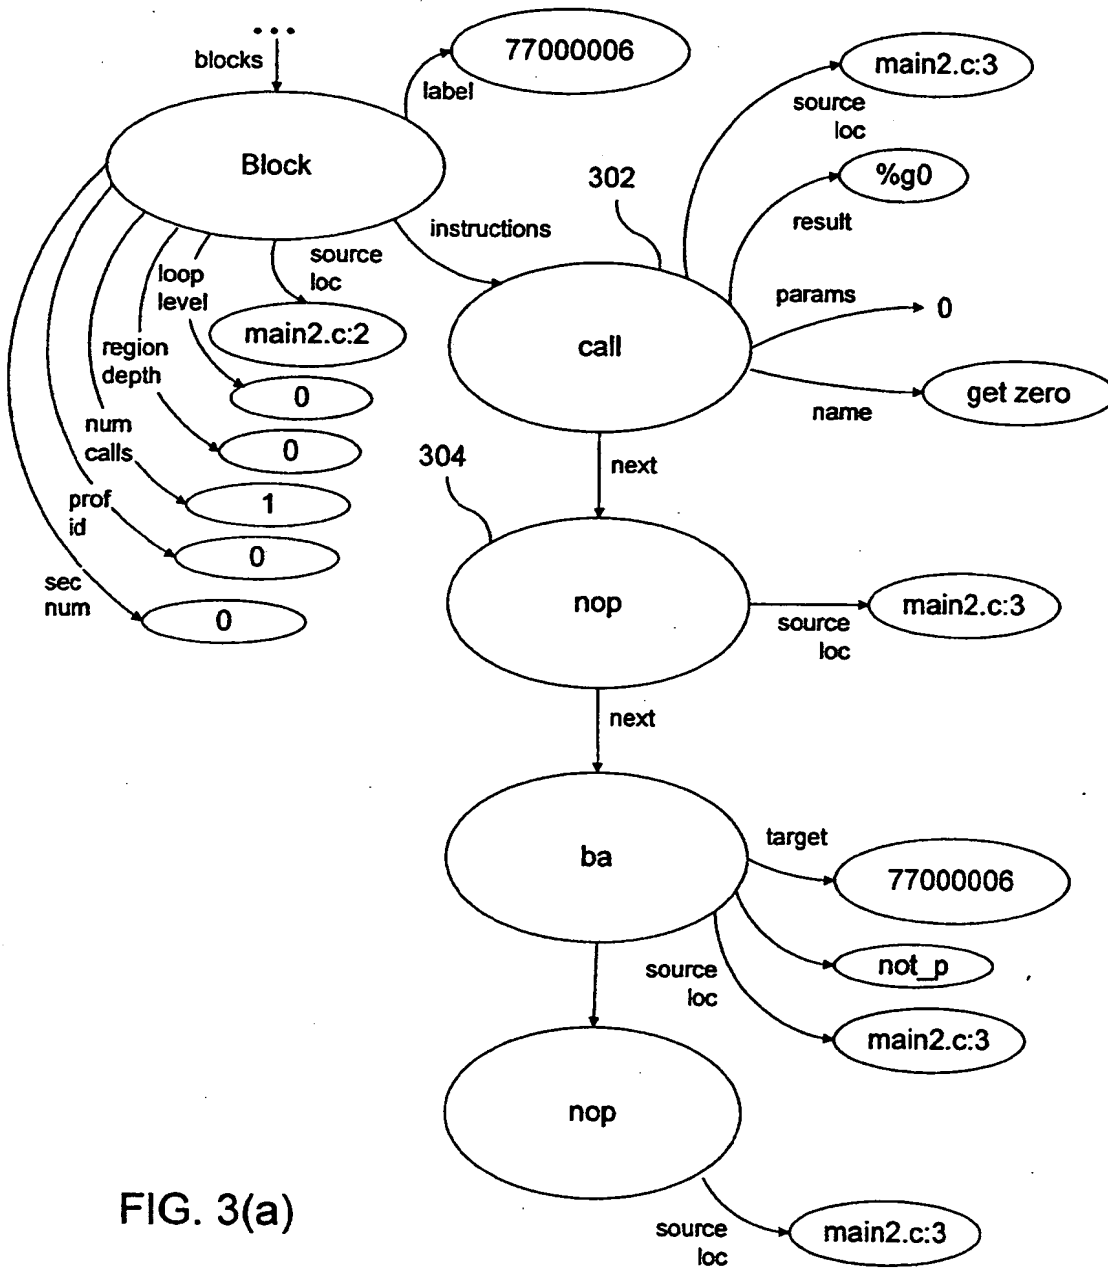 ...
blocks
77000006
label
Block
main2.c:3
source
loc
302
%g0
result
instructions
source
loc
loop
level
params
0
main2.c:2
call
region
depth
0
get zero
name
num
calls
0
304
next
1
prof
id
0
sec
num
0
nop
main2.c:3
source
loc
next
target
ba
77000006
not_p
source
loc
main2.c:3
nop
FIG. 3(a)
source
loc
main2.c:3